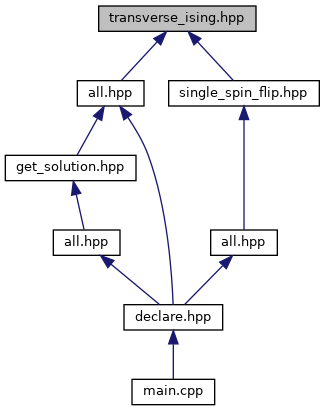 transverse_ising.hpp
all.hpp
single_spin_flip.hpp
get_solution.hpp
all.hpp
all.hpp
declare.hpp
main.cpp